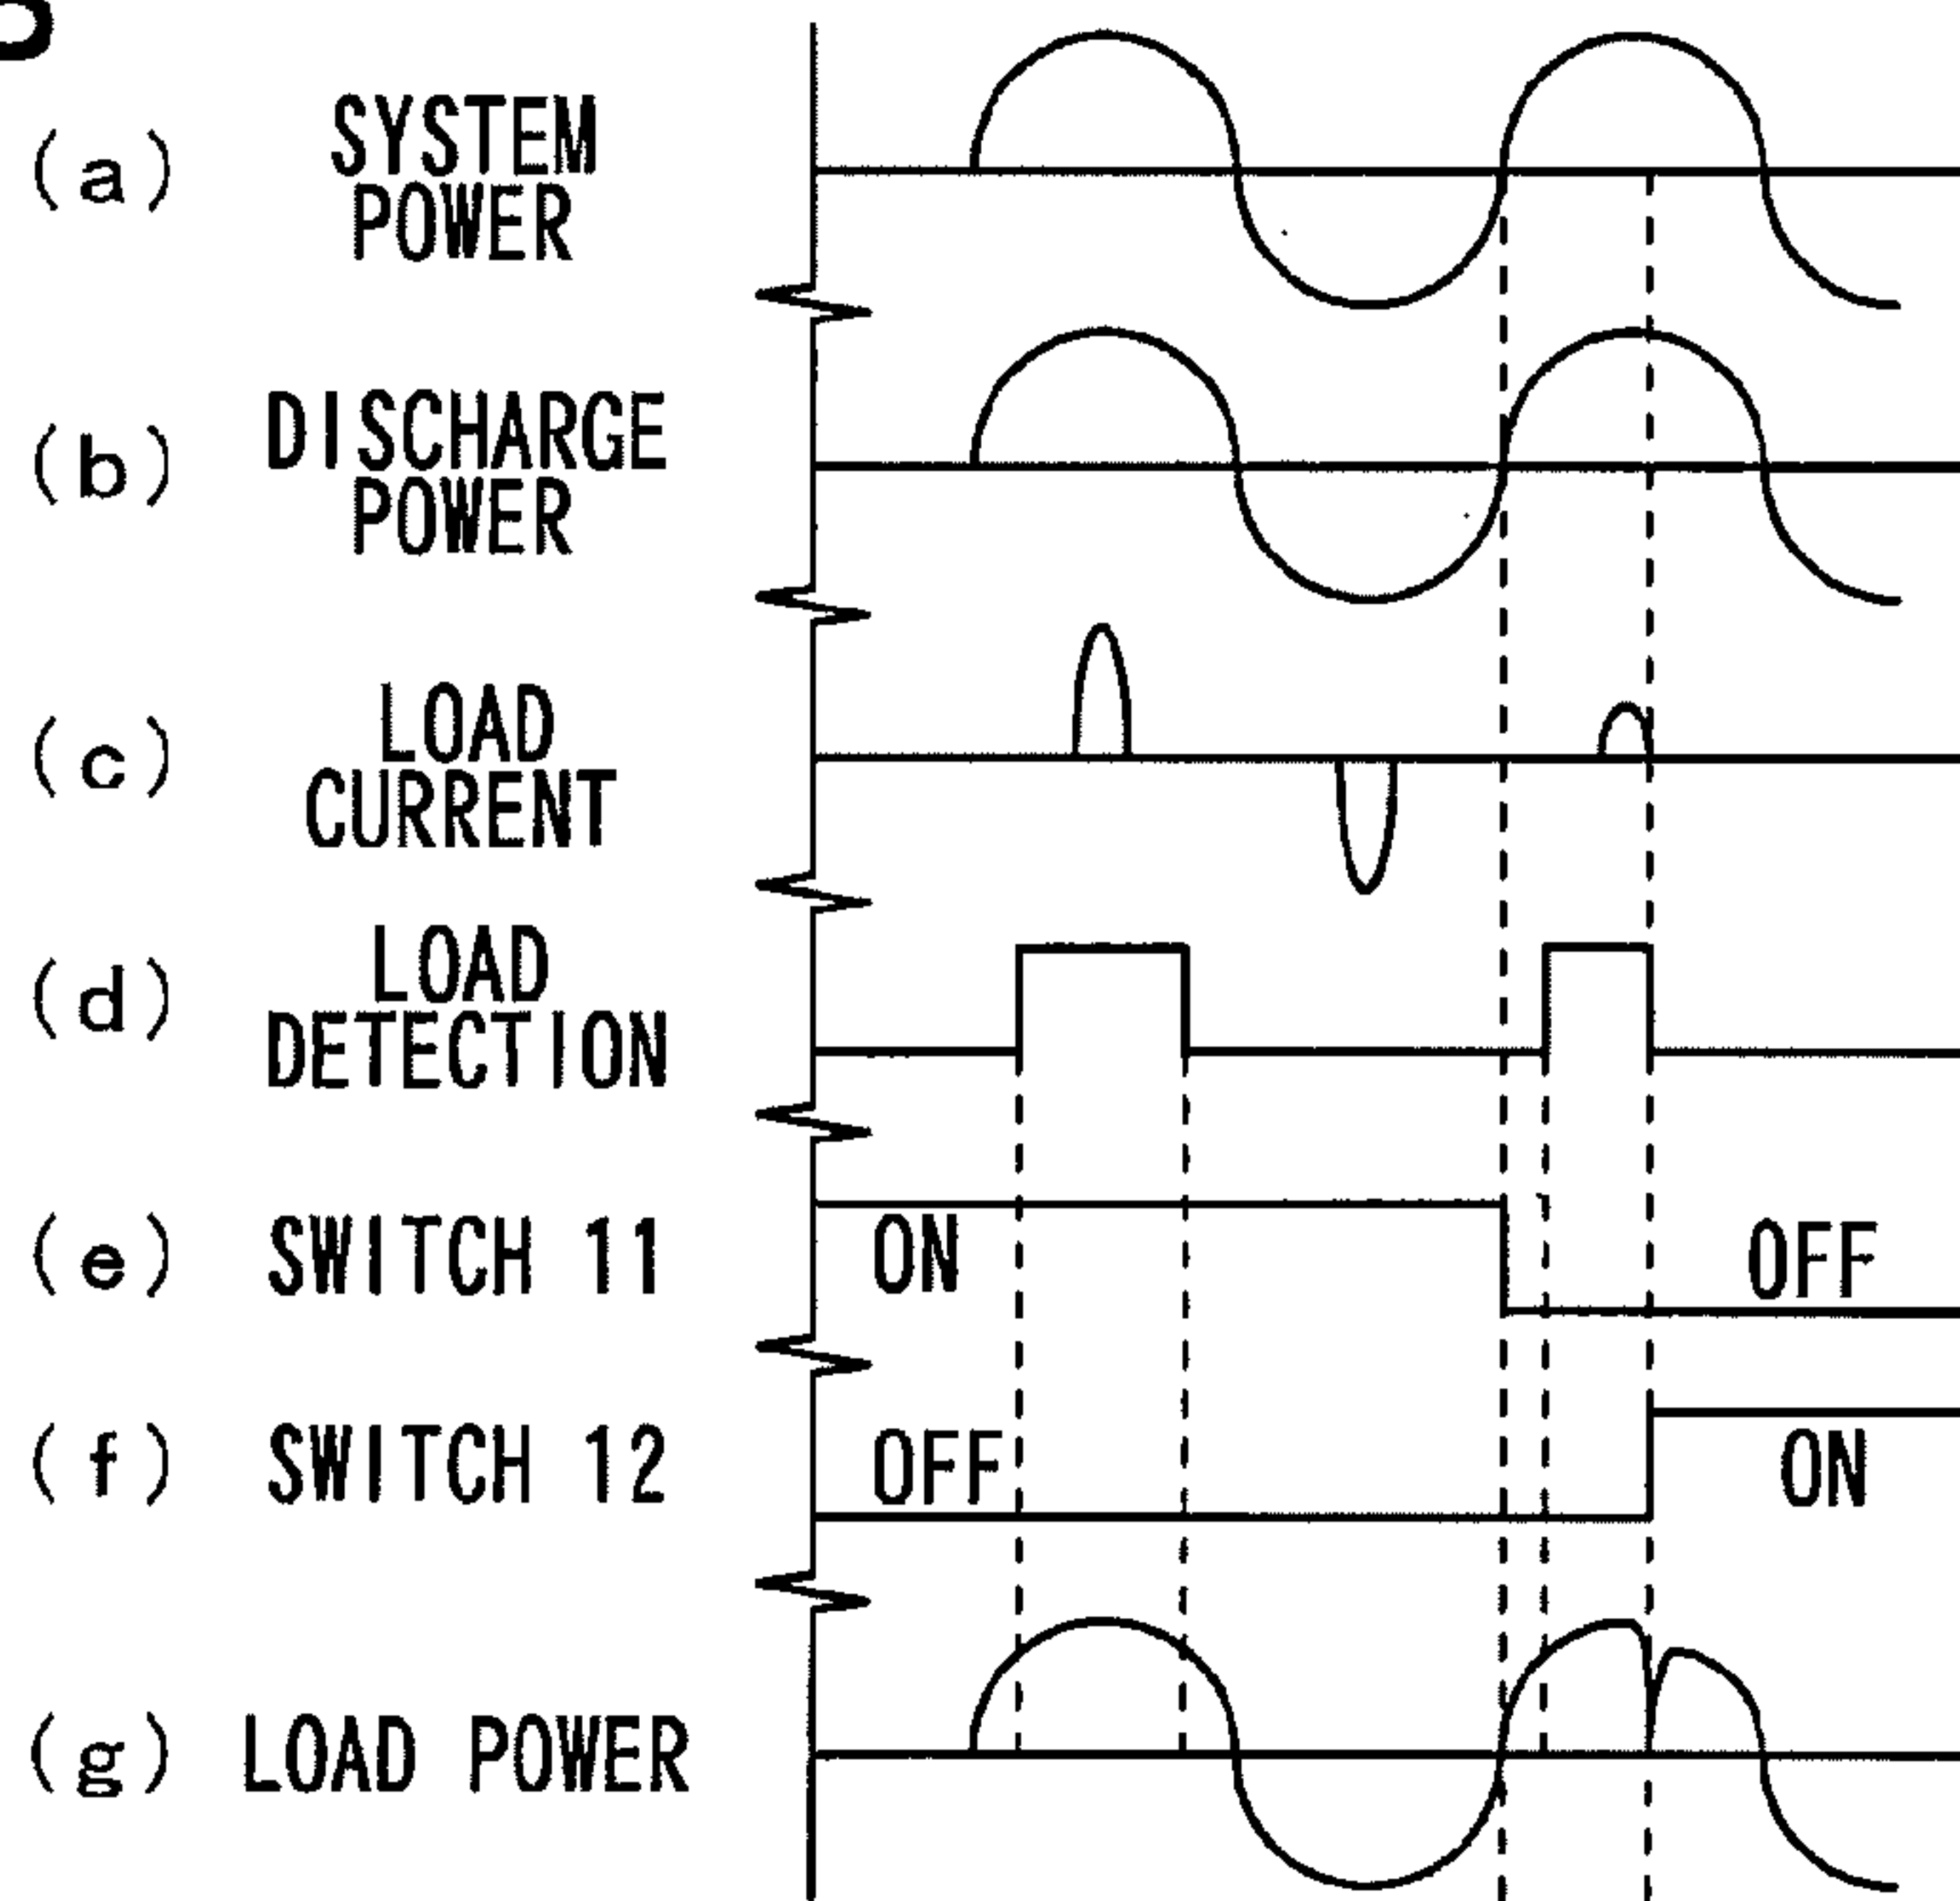 (a) SYSTEM
POWER
(b) DISCHARGE
POWER
(c) LOAD
CURRENT
(d) LOAD
DETECTION
(e) SWITCH 11 ON OFF
(f) SWITCH 12 OFF ON
(g) LOAD POWER